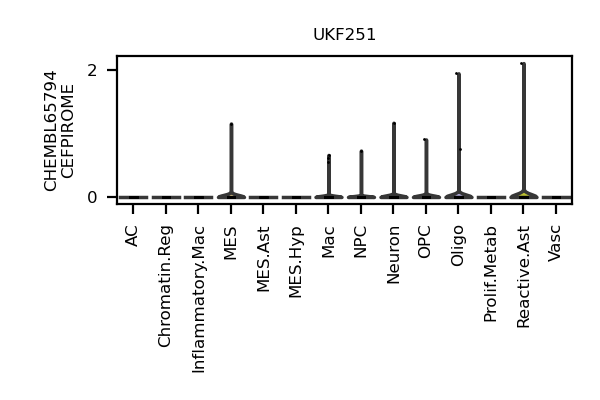 UKF251
CHEMBL65794
CEFPIROME
2
0
AC
Chromatin.Reg
Inflammatory.Mac
MES
MES.Ast
MES.Hyp
Mac
NPC
Neuron
OPC
Oligo
Prolif.Metab
Reactive.Ast
Vasc